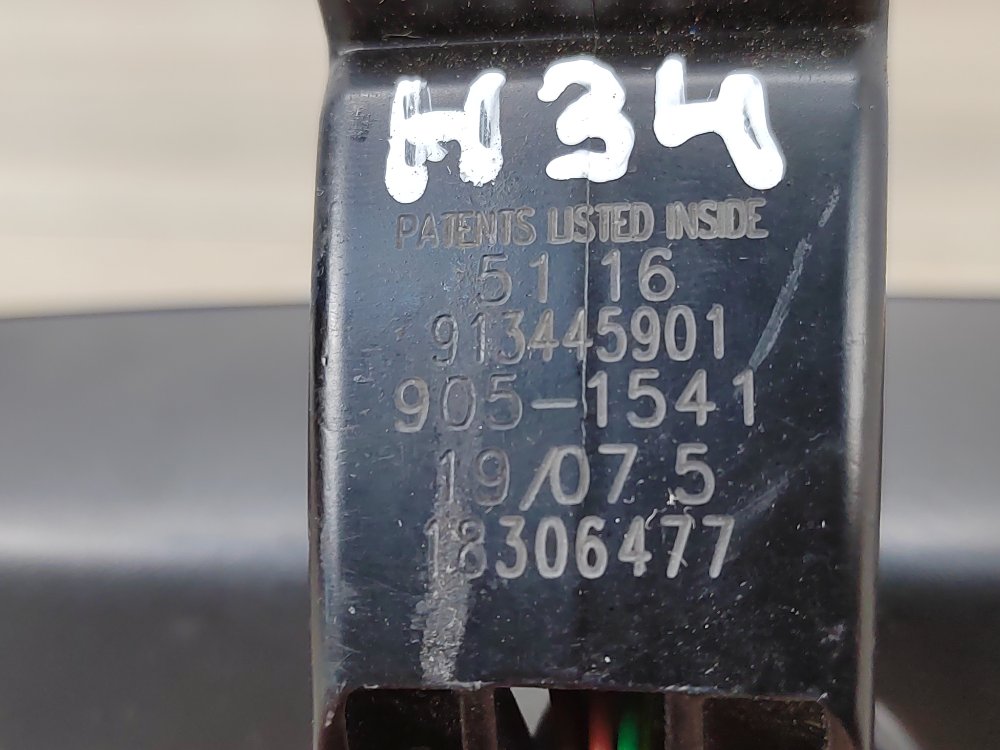 H34
PATENTS LISTED INSIDE
51 16
913445901
905-1541
19/07 5
18306477